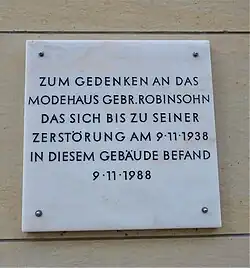 ZUM GEDENKEN AN DAS
MODEHAUS GEBR.ROBINSOHN
DAS SICH BIS ZU SEINER
ZERSTÖRUNG AM 9·11·1938
IN DIESEM GEBÄUDE BEFAND
9·11·1988